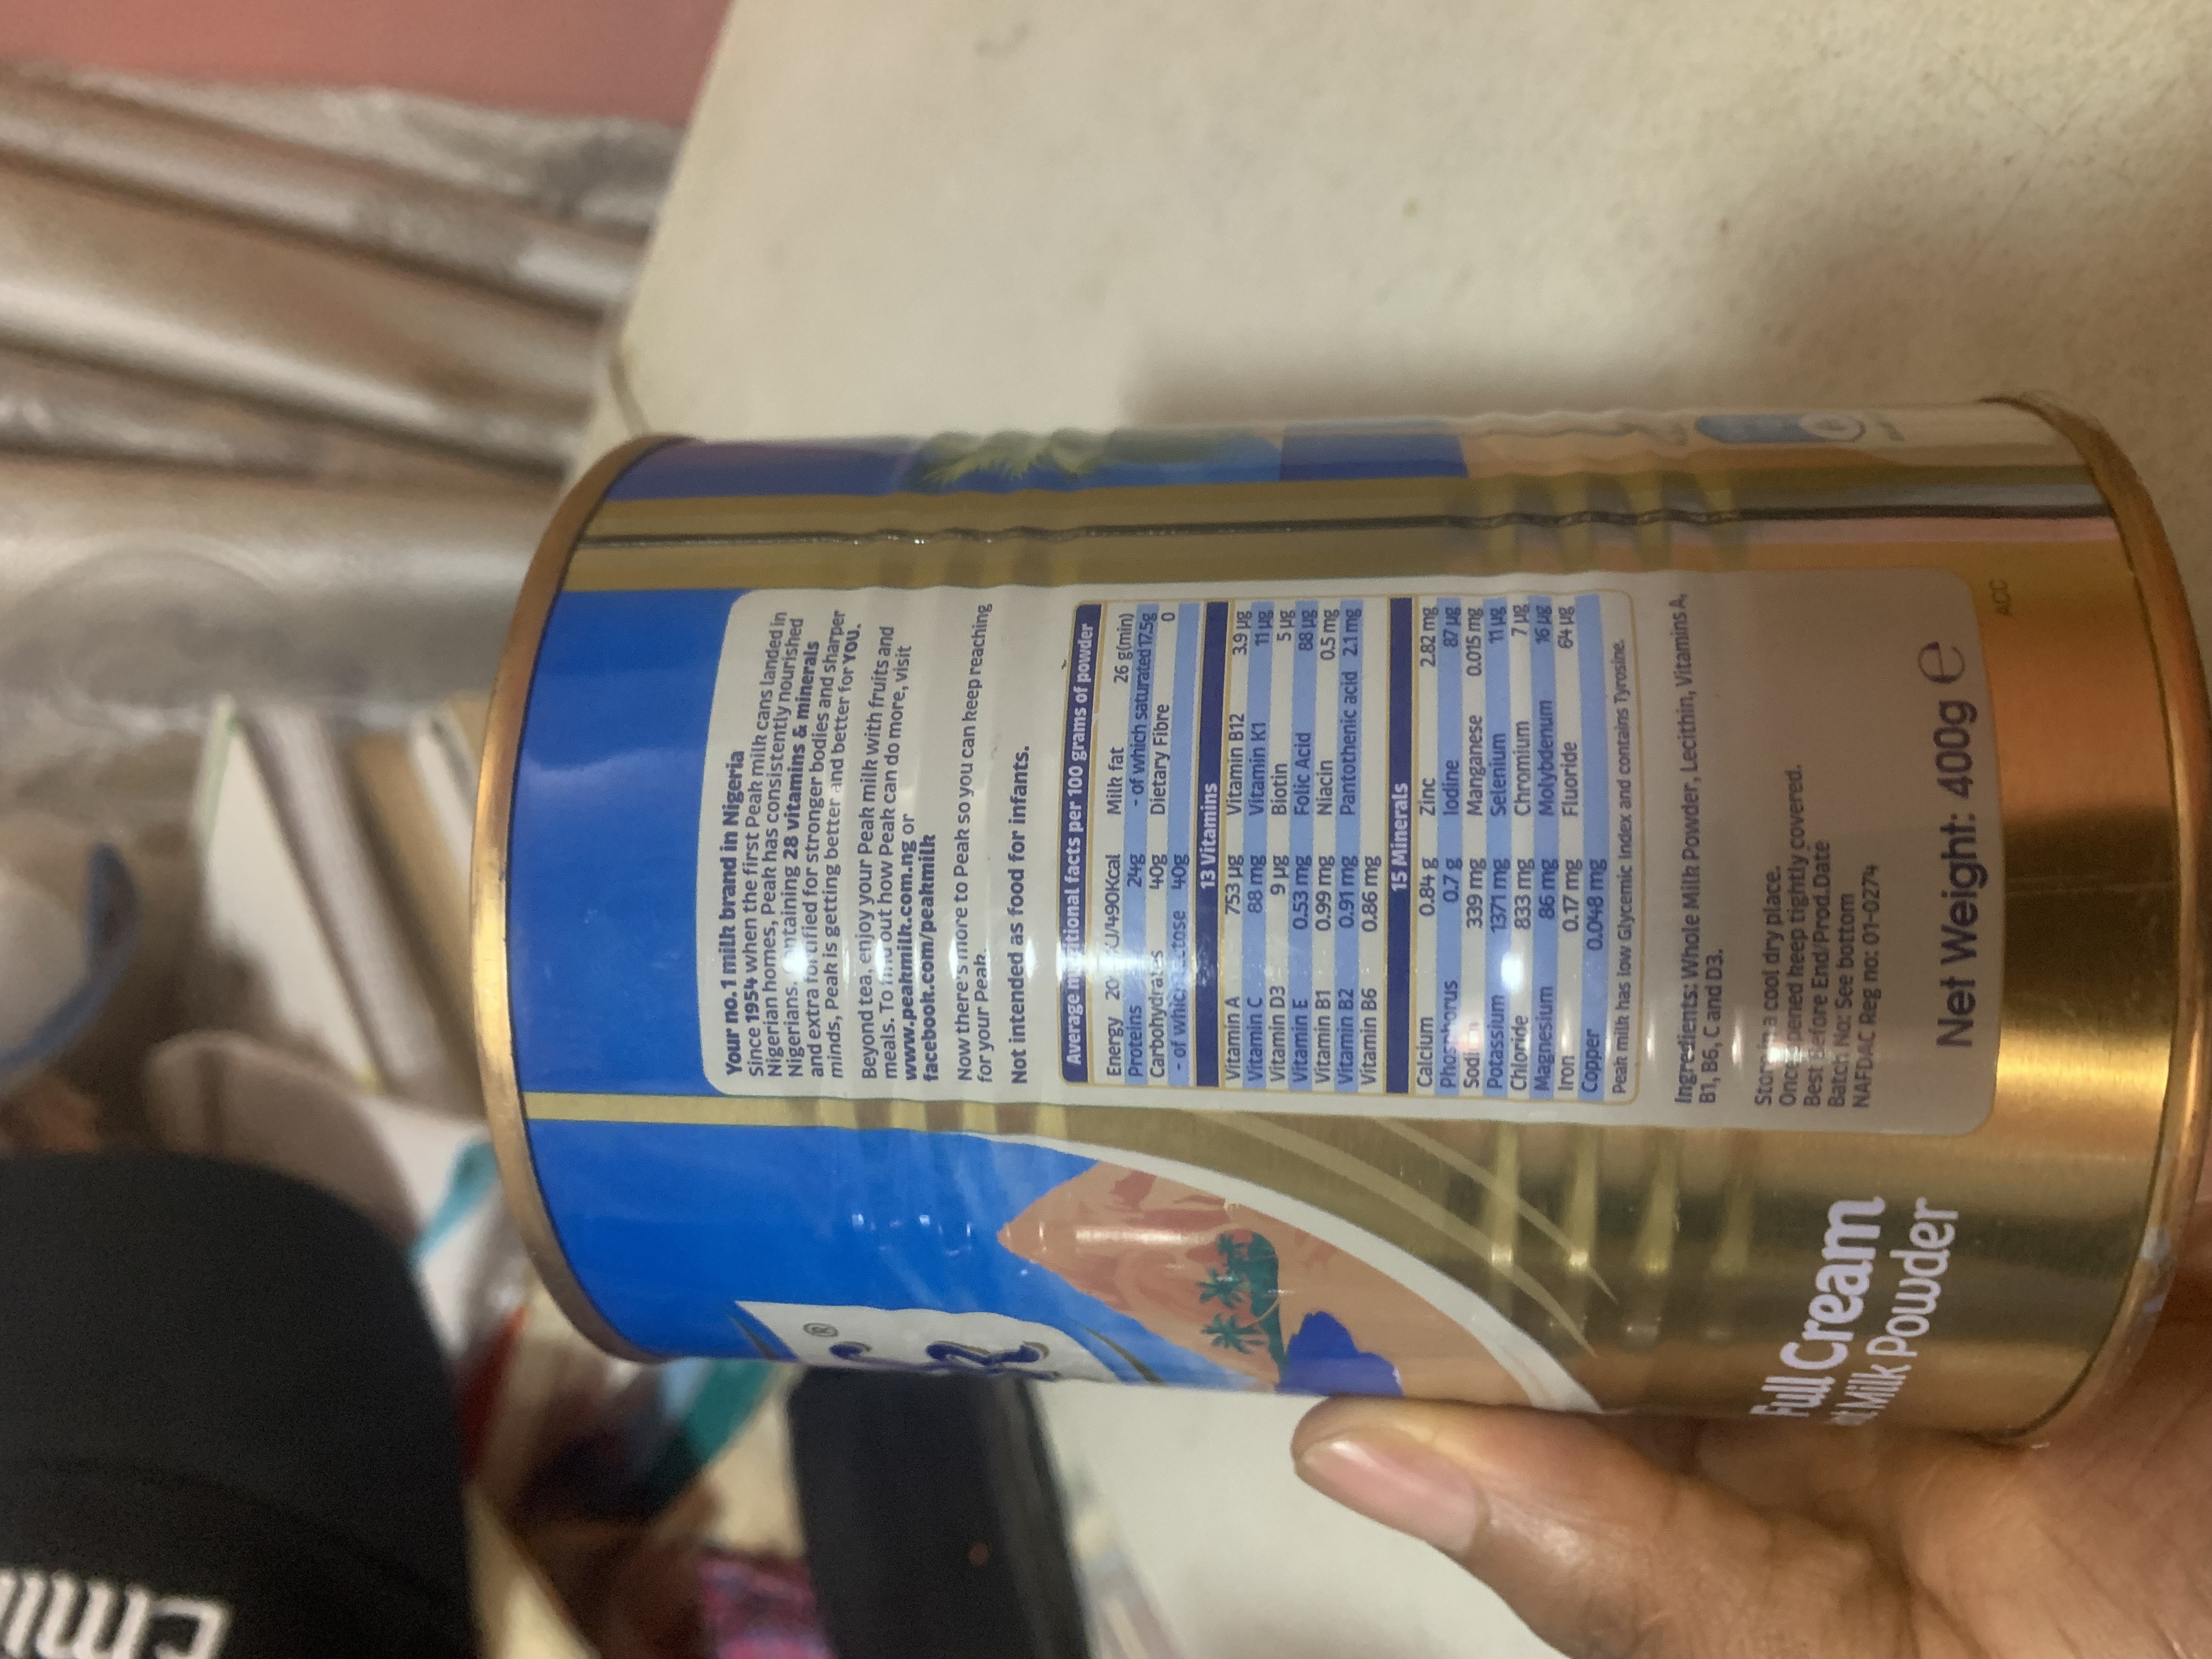 Your no.1 milk brand in Nigeria
Since 1954 when the first Peak milk cans landed in
Nigerian homes, Peak has consistently nourished
Nigerians. Containing 28 vitamins & minerals
and extra fortified for stronger bodies and sharper
minds, Peak is getting better and better for YOU.
Beyond tea, enjoy your Peak milk with fruits and
meals. To find out how Peak can do more, visit
www.peakmilk.com.ng or
facebook.com/peakmilk
Now there's more to Peak so you can keep reaching
for your Peak.
Not intended as food for infants.
Average nutritional facts per 100 grams of powder
Energy /490Kcal Milk fat 26 g(min)
Proteins 24g - of which saturated 17.5g
Carbohydrates 40g Dietary Fibre 0
- of which lactose 40g
13 Vitamins
Vitamin A 753 µg Vitamin B12 3.9 µg
Vitamin C 88 mg Vitamin K1 11 µg
Vitamin D3 9 µg Biotin 5 µg
Vitamin E 0.53 mg Folic Acid 88 µg
Vitamin B1 0.99 mg Niacin 0.5 mg
Vitamin B2 0.91 mg Pantothenic acid 2.1 mg
Vitamin B6 0.86 mg
15 Minerals
Calcium 0.84 g Zinc 2.82 mg
Phosphorus 0.7 g Iodine 87 µg
Sodium 339 mg Manganese 0.015 mg
Potassium 1371 mg Selenium 11 µg
Chloride 833 mg Chromium 7 µg
Magnesium 86 mg Molybdenum 16 µg
Iron 0.17 mg Fluoride 64 µg
Copper 0.048 mg
Peak milk has low Glycemic Index and contains Tyrosine.
Ingredients: Whole Milk Powder, Lecithin, Vitamins A,
B1, B6, C and D3.
Store in a cool dry place.
Once opened keep tightly covered.
Best Before End/Prod.Date
Batch No: See bottom
NAFDAC Reg no: 01-0274
Net Weight: 400g e
ACC
Full Cream
Milk Powder